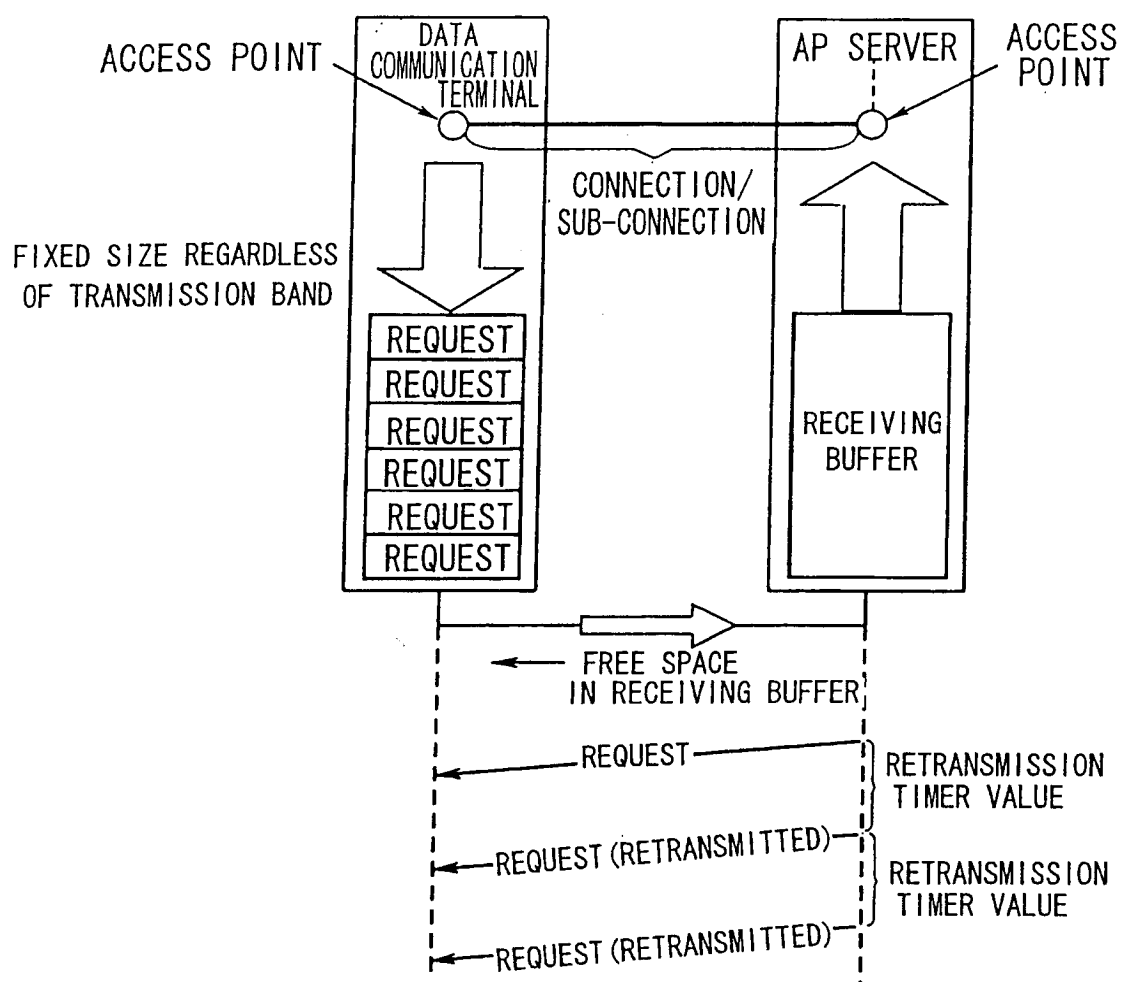 DATA
COMMUNICATION
TERMINAL
ACCESS POINT
AP SERVER
ACCESS
POINT
CONNECTION/
SUB-CONNECTION
FIXED SIZE REGARDLESS
OF TRANSMISSION BAND
REQUEST
REQUEST
REQUEST
REQUEST
REQUEST
REQUEST
RECEIVING
BUFFER
FREE SPACE
IN RECEIVING BUFFER
REQUEST
RETRANSMISSION
TIMER VALUE
REQUEST (RETRANSMITTED)
RETRANSMISSION
TIMER VALUE
REQUEST (RETRANSMITTED)